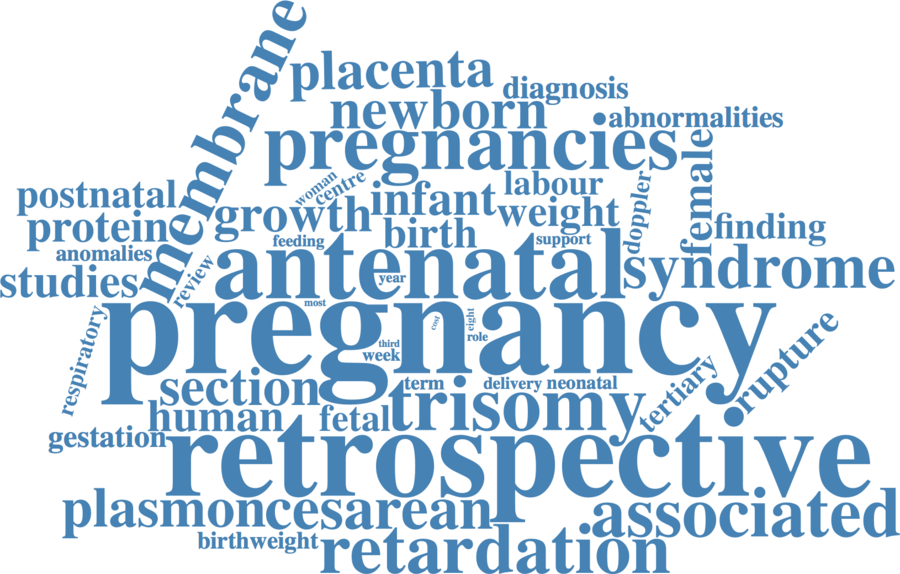 membrane
placenta
diagnosis
newborn
abnormalities
pregnancies
female
woman
centre
postnatal
infant
labour
doppler
protein
growth
weight
finding
birth
anomalies
feeding
support
studies
review
antenatal
year
syndrome
most
pregnancy
cost
eight
role
third
week
respiratory
rupture
section
term
delivery
neonatal
tertiary
human
fetal
trisomy
gestation
retrospective
plasmon
cesarean
associated
birthweight
retardation